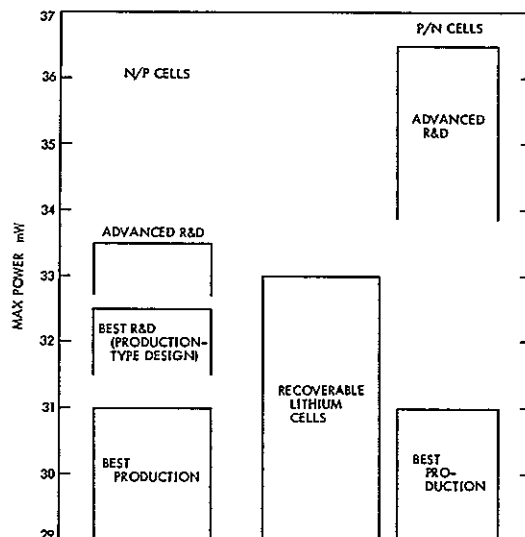 37
36
35
34
33
32
31
30
29
MAX POWER mW
N/P CELLS
ADVANCED R&D
BEST R&D
(PRODUCTION-
TYPE DESIGN)
BEST
PRODUCTION
RECOVERABLE
LITHIUM
CELLS
P/N CELLS
ADVANCED
R&D
BEST
PRO-
DUCTION